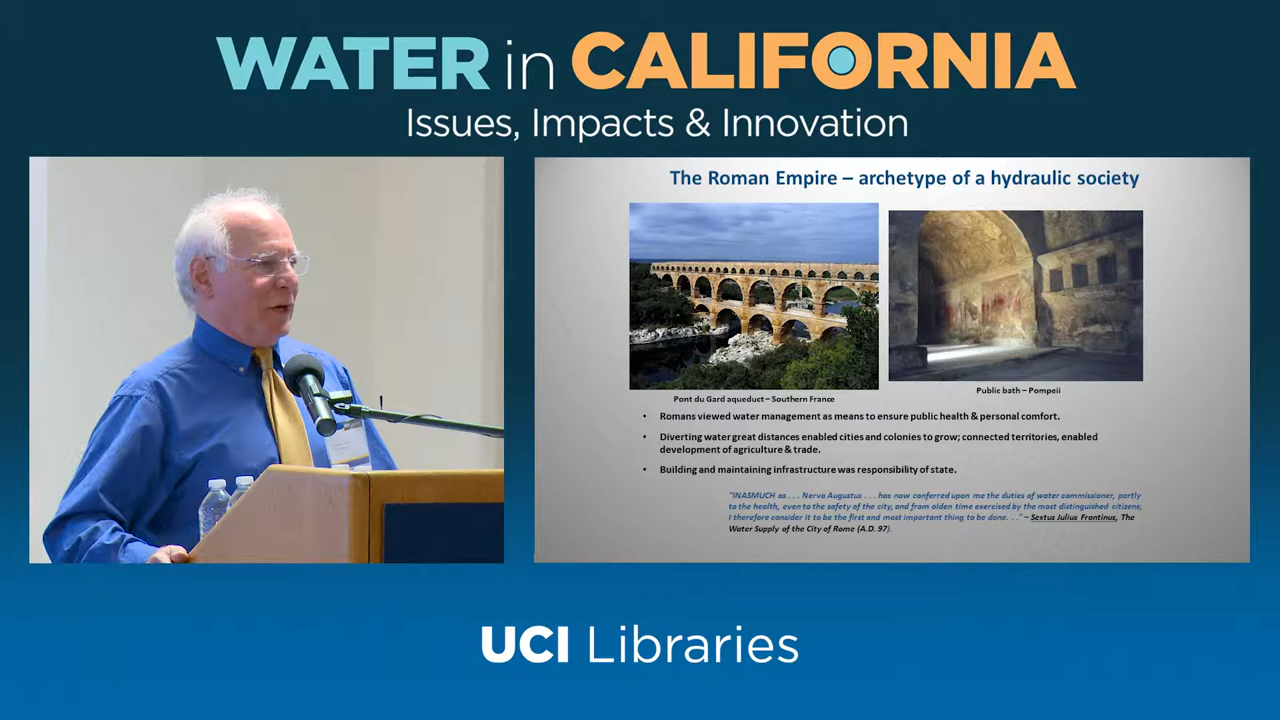 WATER in CALIFORNIA
Issues, Impacts & Innovation
The Roman Empire – archetype of a hydraulic society
Pont du Gard aqueduct – Southern France
Public bath – Pompeii
• Romans viewed water management as means to ensure public health & personal comfort.
• Diverting water great distances enabled cities and colonies to grow; connected territories, enabled
development of agriculture & trade.
• Building and maintaining infrastructure was responsibility of state.
"INASMUCH as . . . Nerva Augustus . . . has now conferred upon me the duties of water commissioner, partly
to the health, even to the safety of the city, and from olden time exercised by the most distinguished citizens;
I therefore consider it to be the first and most important thing to be done. . ." – Sextus Julius Frontinus, The
Water Supply of the City of Rome (A.D. 97).
UCI Libraries